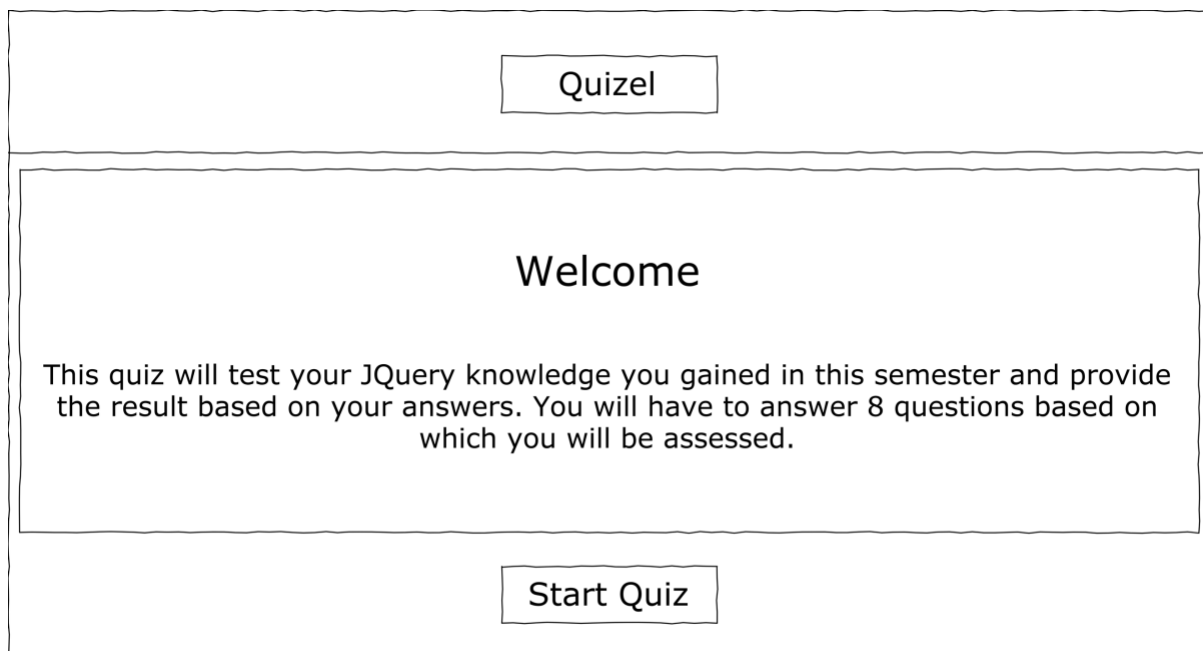 Quizel
Welcome
This quiz will test your JQuery knowledge you gained in this semester and provide
the result based on your answers. You will have to answer 8 questions based on
which you will be assessed.
Start Quiz